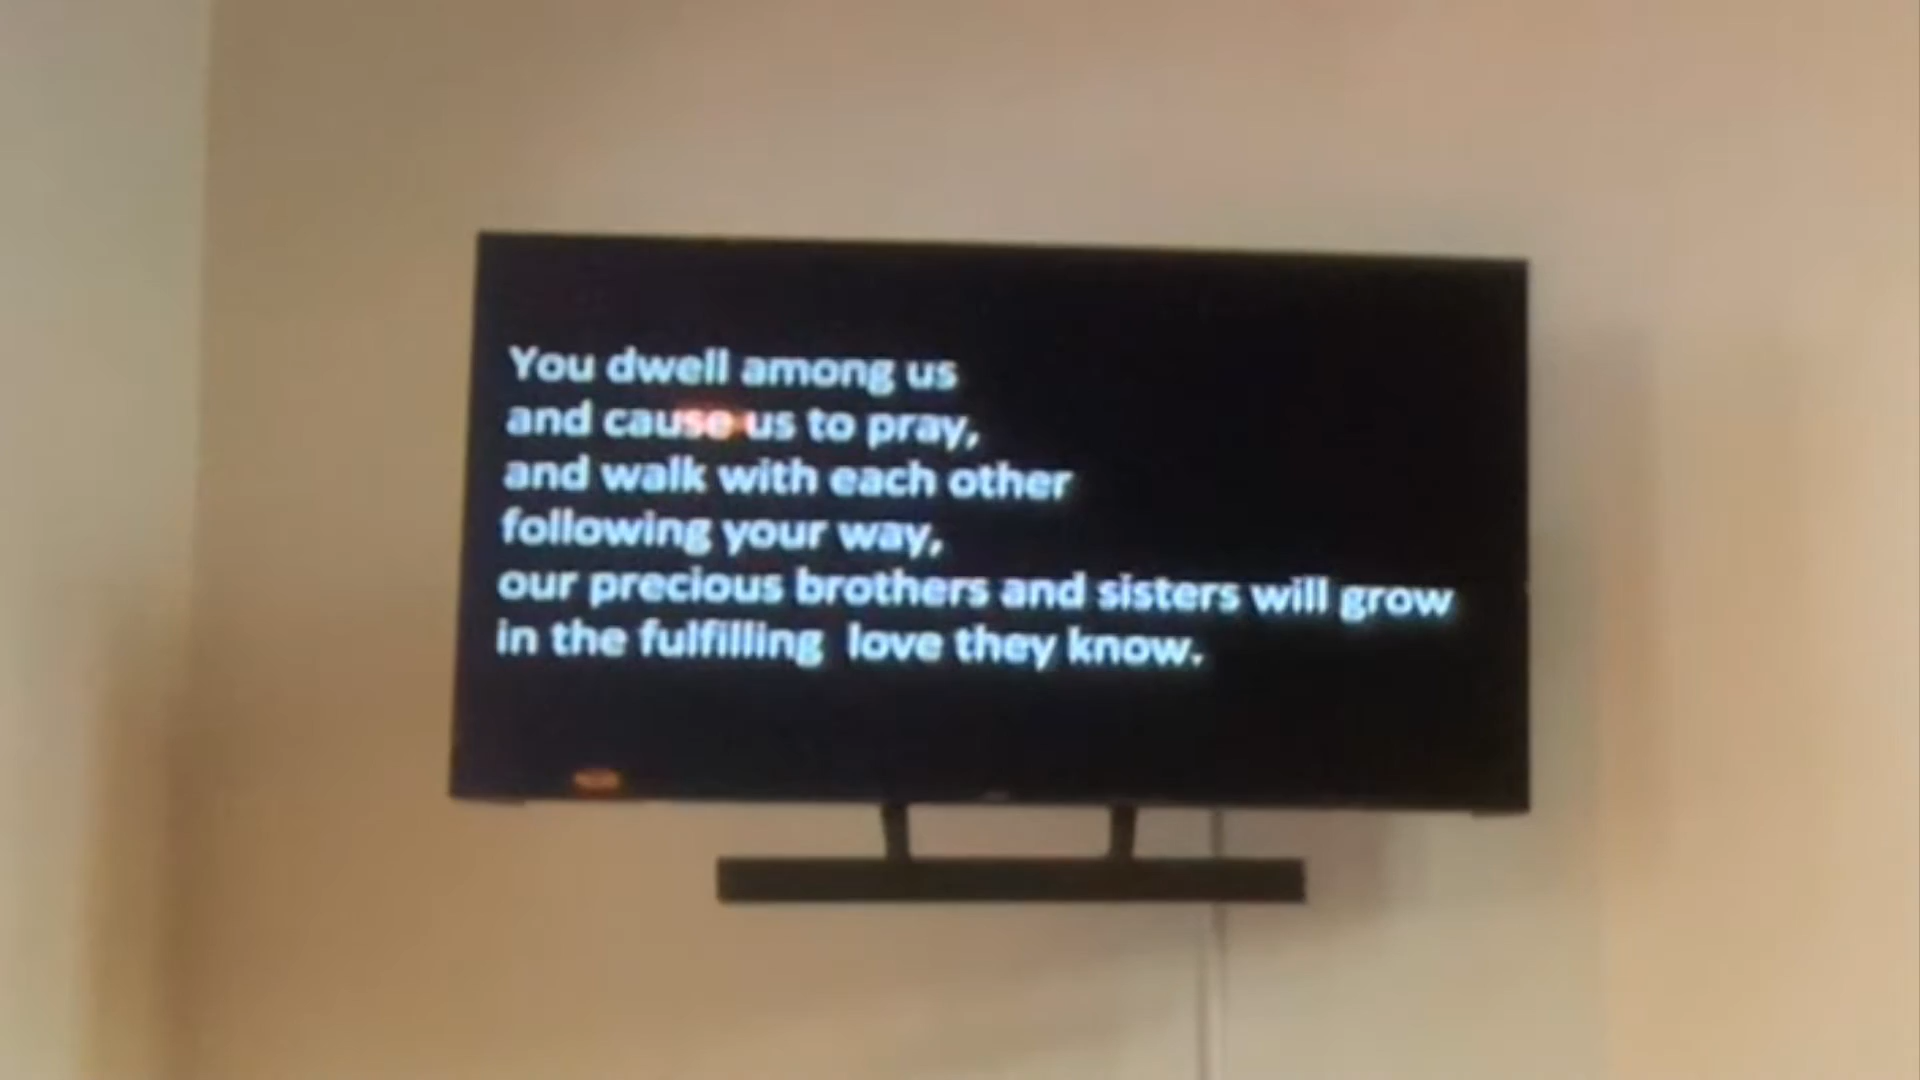 You dwell among us
and cause us to pray,
and walk with each other
following your way,
our precious brothers and sisters will grow
in the fulfilling love they know.